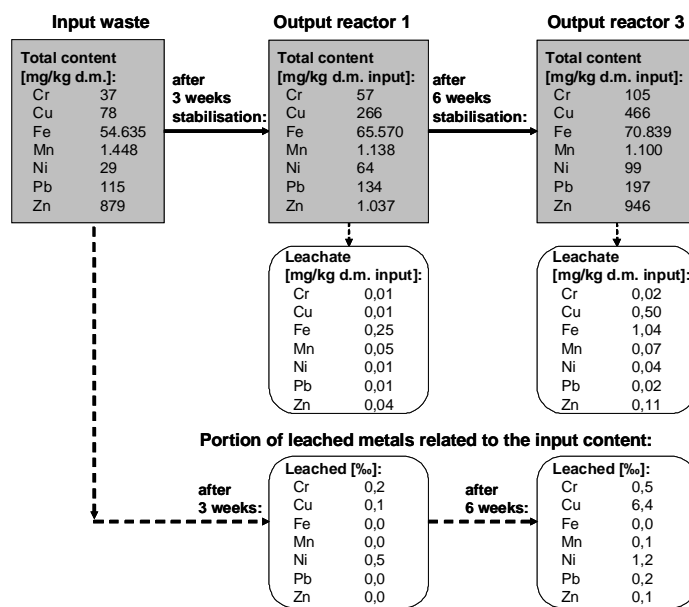 Input waste
Output reactor 1
Output reactor 3
Total content
[mg/kg d.m.]:
Cr 37
Cu 78
Fe 54.635
Mn 1.448
Ni 29
Pb 115
Zn 879
after
3 weeks
stabilisation:
Total content
[mg/kg d.m. input]:
Cr 57
Cu 266
Fe 65.570
Mn 1.138
Ni 64
Pb 134
Zn 1.037
after
6 weeks
stabilisation:
Total content
[mg/kg d.m. input]:
Cr 105
Cu 466
Fe 70.839
Mn 1.100
Ni 99
Pb 197
Zn 946
Leachate
[mg/kg d.m. input]:
Cr 0,01
Cu 0,01
Fe 0,25
Mn 0,05
Ni 0,01
Pb 0,01
Zn 0,04
Leachate
[mg/kg d.m. input]:
Cr 0,02
Cu 0,50
Fe 1,04
Mn 0,07
Ni 0,04
Pb 0,02
Zn 0,11
Portion of leached metals related to the input content:
after
3 weeks:
Leached [‰]:
Cr 0,2
Cu 0,1
Fe 0,0
Mn 0,0
Ni 0,5
Pb 0,0
Zn 0,0
after
6 weeks:
Leached [‰]:
Cr 0,5
Cu 6,4
Fe 0,0
Mn 0,1
Ni 1,2
Pb 0,2
Zn 0,1